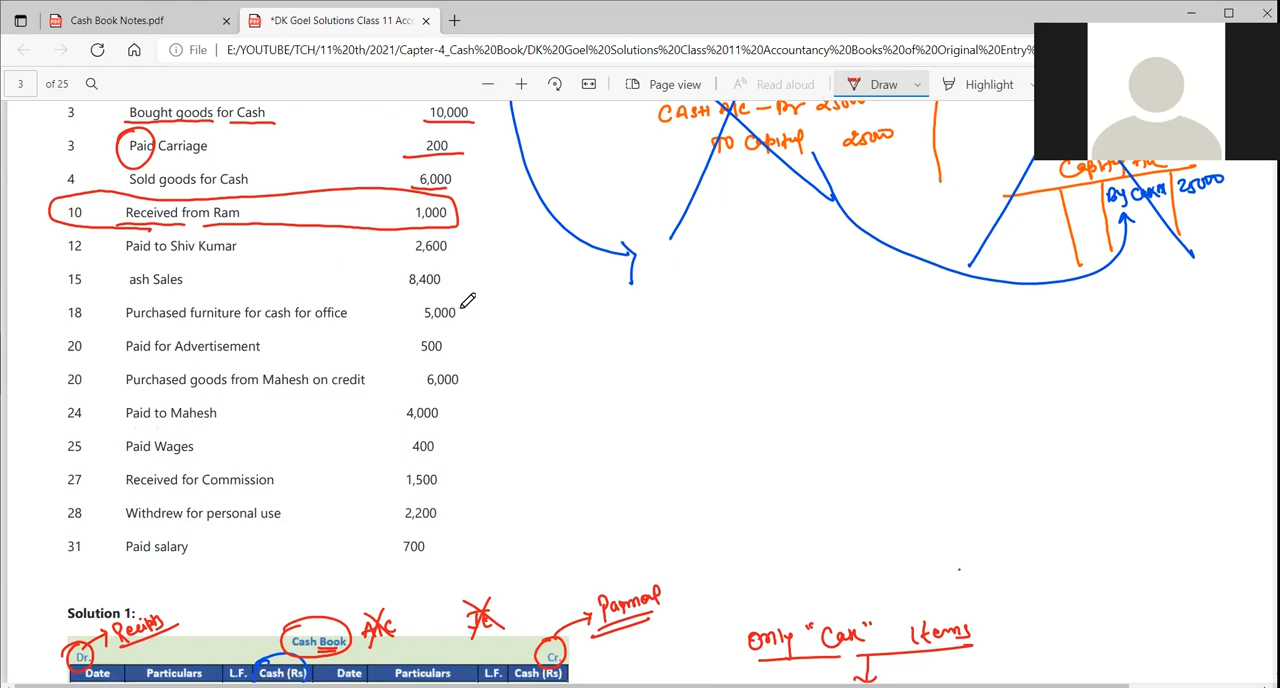 Cash Book Notes.pdf
*DK Goel Solutions Class 11 Acc
File E:/YOUTUBE/TCH/11%20th/2021/Capter-4_Cash%20Book/DK%20Goel%20Solutions%20Class%2011%20Accountancy%20Books%20of%20Original%20Entry
3 of 25 Page view Read aloud Draw Highlight
3 Bought goods for Cash 10,000
3 Paid Carriage 200
4 Sold goods for Cash 6,000
10 Received from Ram 1,000
12 Paid to Shiv Kumar 2,600
15 ash Sales 8,400
18 Purchased furniture for cash for office 5,000
20 Paid for Advertisement 500
20 Purchased goods from Mahesh on credit 6,000
24 Paid to Mahesh 4,000
25 Paid Wages 400
27 Received for Commission 1,500
28 Withdrew for personal use 2,200
31 Paid salary 700
CASH A/C — Dr 25000
TO Capital 25000
Capital A/c
By Cash 25000
Solution 1:
Recipts
Cash Book A/C
Dr. Cr.
Date Particulars L.F. Cash (Rs) Date Particulars L.F. Cash (Rs)
only "Cash" Items